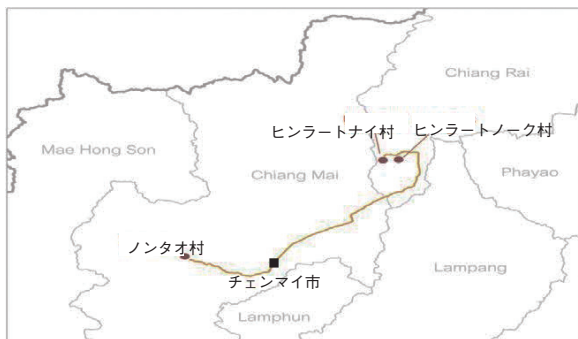 Chiang Rai
ヒンラートナイ村
ヒンラートノーク村
Mae Hong Son
Chiang Mai
Phayao
ノンタオ村
チェンマイ市
Lampang
Lamphun